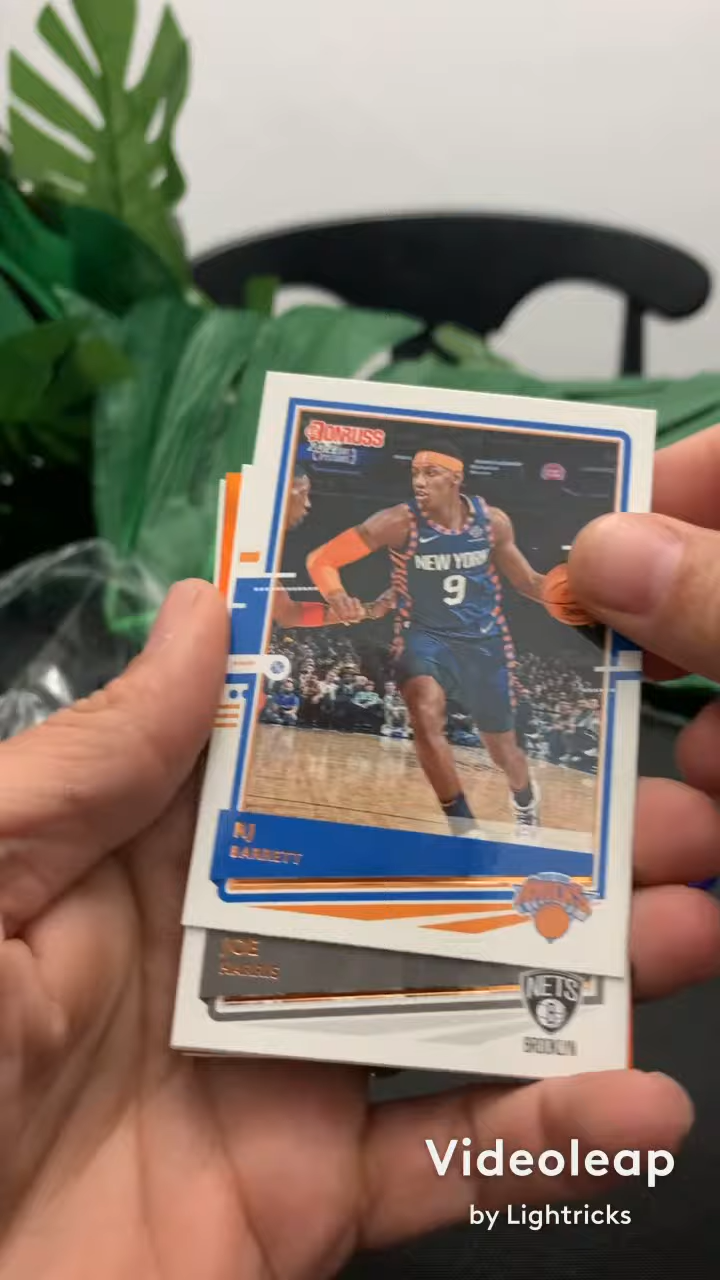 DONRUSS
NEW YORK
9
RJ
BARRETT
JOE
HARRIS
NETS
B
BROOKLYN
Videoleap
by Lightricks